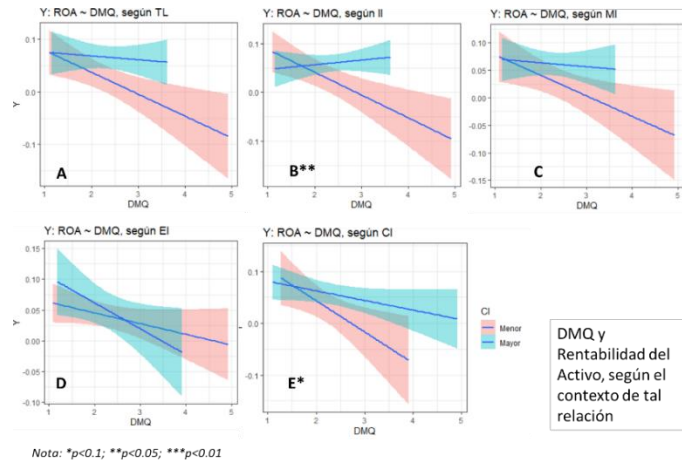 Y: ROA ~ DMQ, según TL
Y: ROA ~ DMQ, según II
Y: ROA ~ DMQ, según MI
Y
0.1
0.0
-0.1
A
1 2 3 4 5
DMQ
0.1
0.0
-0.1
B**
1 2 3 4 5
DMQ
0.10
0.05
0.00
-0.05
-0.10
-0.15
C
1 2 3 4 5
DMQ
Y: ROA ~ DMQ, según EI
Y: ROA ~ DMQ, según CI
Y
0.15
0.10
0.05
0.00
-0.05
-0.10
D
1 2 3 4 5
DMQ
0.1
0.0
-0.1
E*
1 2 3 4 5
DMQ
CI
Menor
Mayor
DMQ y
Rentabilidad del
Activo, según el
contexto de tal
relación
Nota: *p<0.1; **p<0.05; ***p<0.01